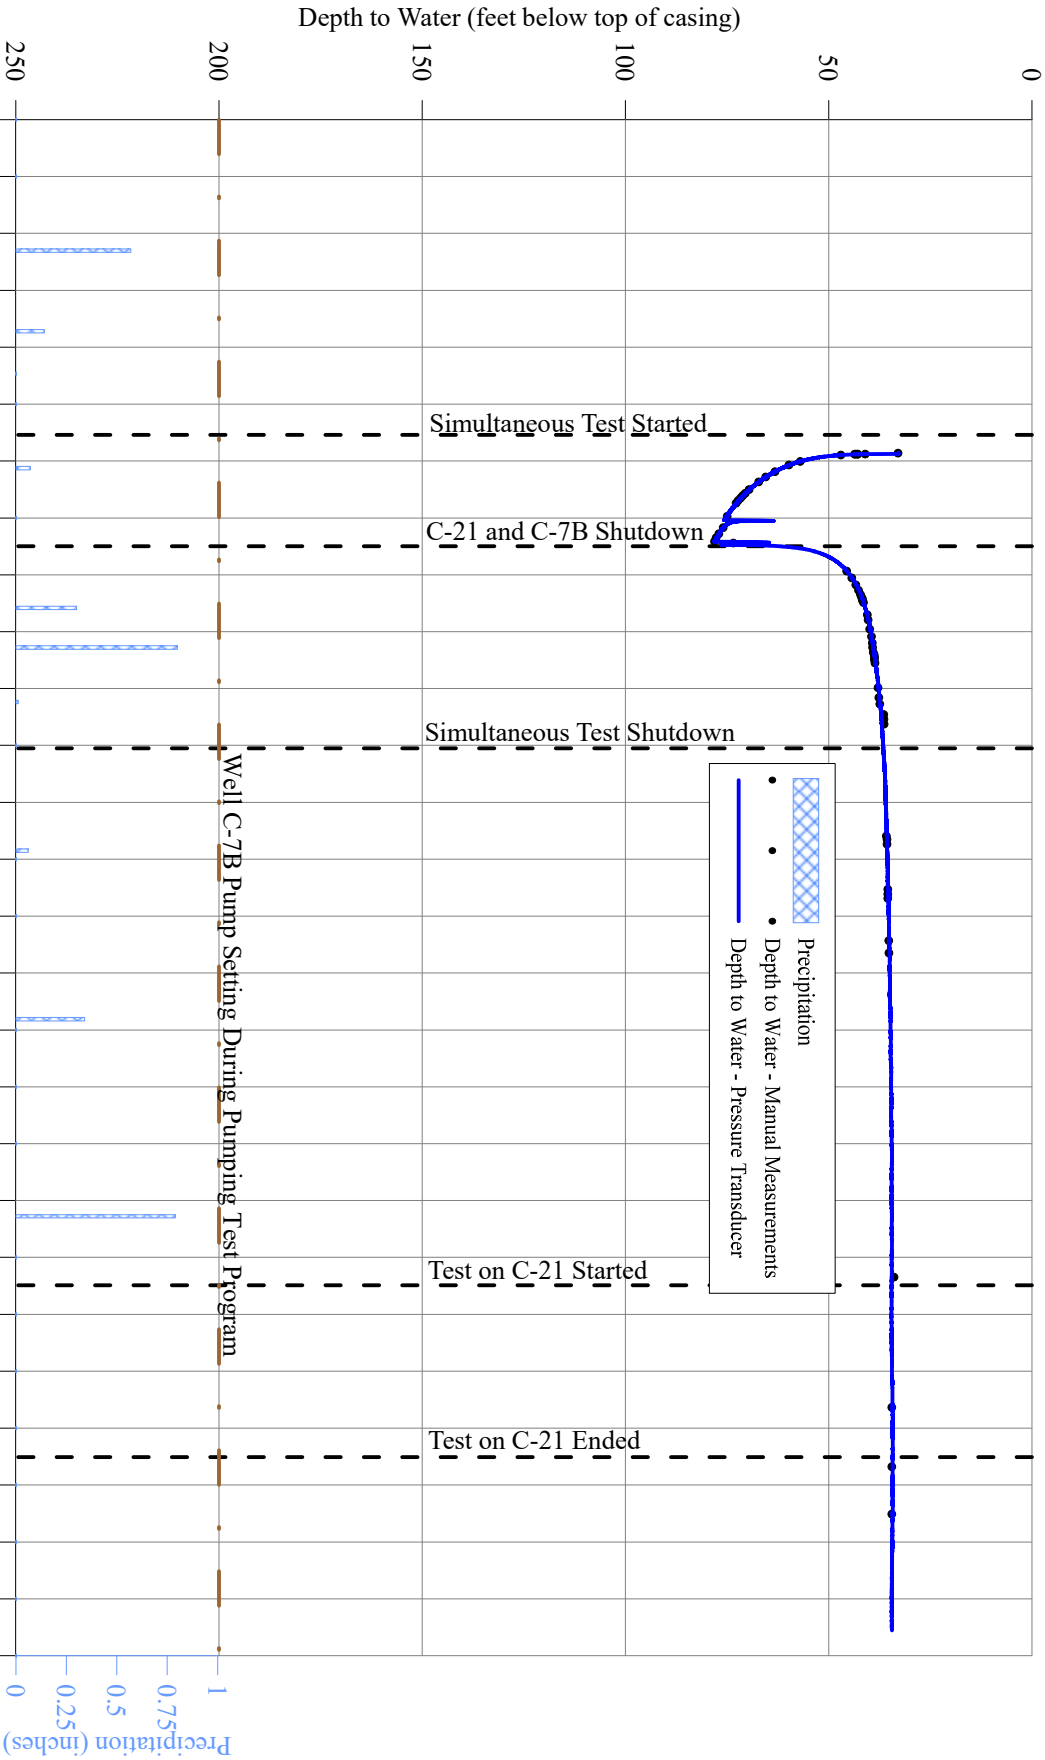 Depth to Water (feet below top of casing)
250
200
150
100
50
0
Simultaneous Test Started
C-21 and C-7B Shutdown
Simultaneous Test Shutdown
Test on C-21 Started
Test on C-21 Ended
Well C-7B Pump Setting During Pumping Test Program
Precipitation
Depth to Water - Manual Measurements
Depth to Water - Pressure Transducer
0
0.25
0.5
0.75
1
Precipitation (inches)